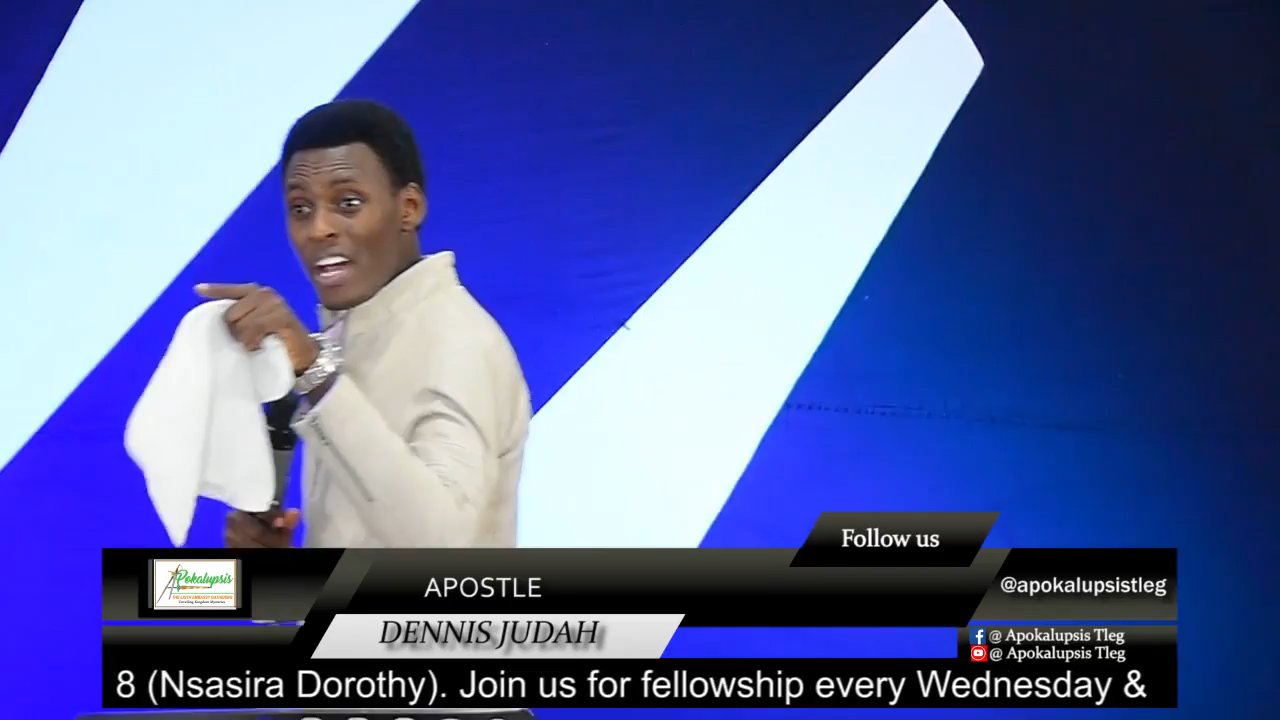 Follow us
APOSTLE
@apokalupsistleg
DENNIS JUDAH
@ Apokalupsis Tleg
@ Apokalupsis Tleg
8 (Nsasira Dorothy). Join us for fellowship every Wednesday &
Apokalupsis